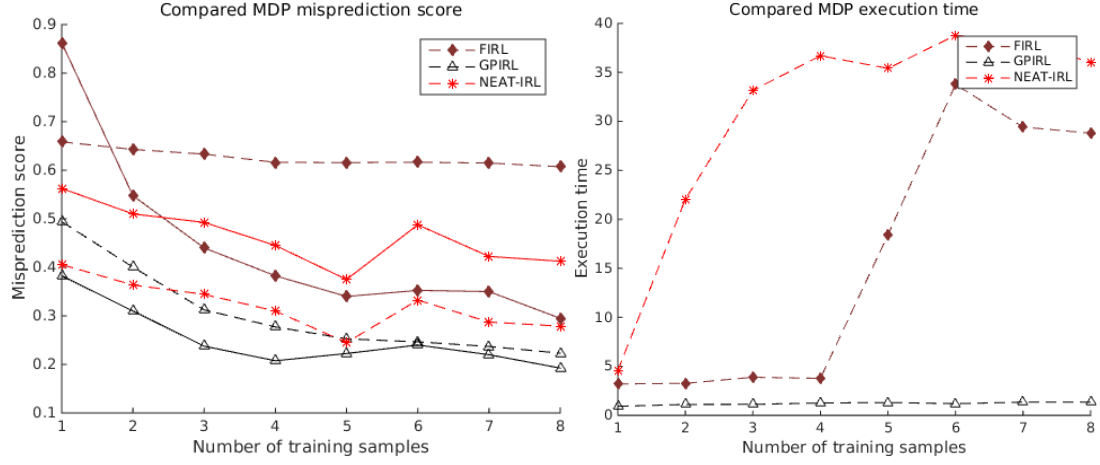 Compared MDP misprediction score
0.9
0.8
0.7
0.6
0.5
0.4
0.3
0.2
0.1
Misprediction score
FIRL
GPIRL
NEAT-IRL
1 2 3 4 5 6 7 8
Number of training samples
Compared MDP execution time
40
35
30
25
20
15
10
5
0
Execution time
FIRL
GPIRL
NEAT-IRL
1 2 3 4 5 6 7 8
Number of training samples